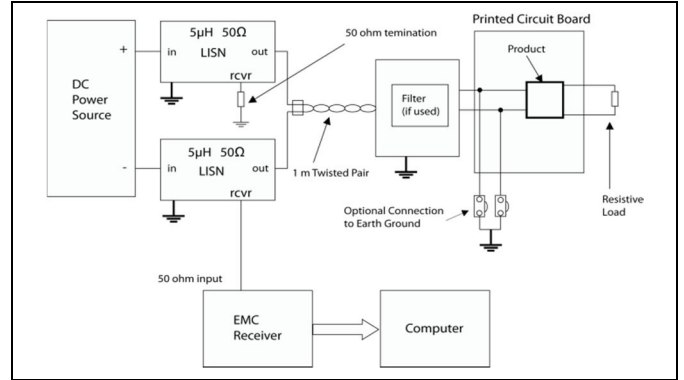 Printed Circuit Board
5μH 50Ω
LISN
in
out
rcvr
50 ohm temination
Product
+
DC
Power
Source
-
Filter
(if used)
5μH 50Ω
LISN
in
out
rcvr
1 m Twisted Pair
Optional Connection
to Earth Ground
Resistive
Load
50 ohm input
EMC
Receiver
Computer